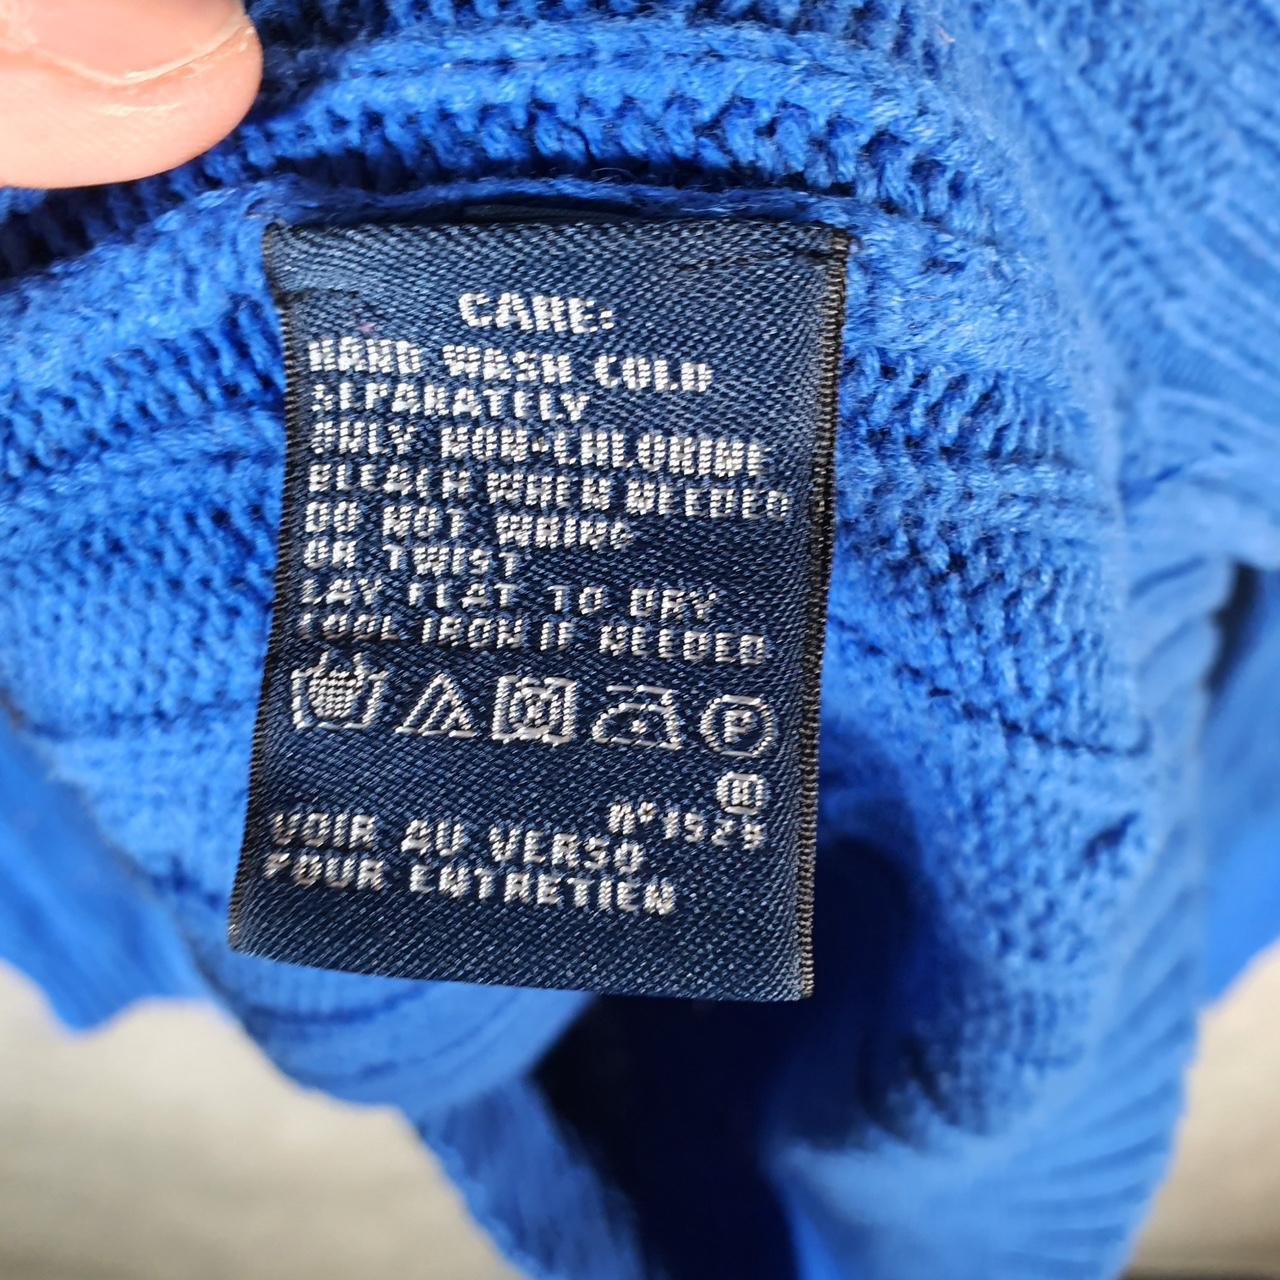 CARE:
HAND WASH COLD
SEPARATELY
ONLY NON-CHLORINE
BLEACH WHEN NEEDED
DO NOT WRING
OR TWIST
LAY FLAT TO DRY
COOL IRON IF NEEDED
P
N°1529
VOIR AU VERSO
POUR ENTRETIEN